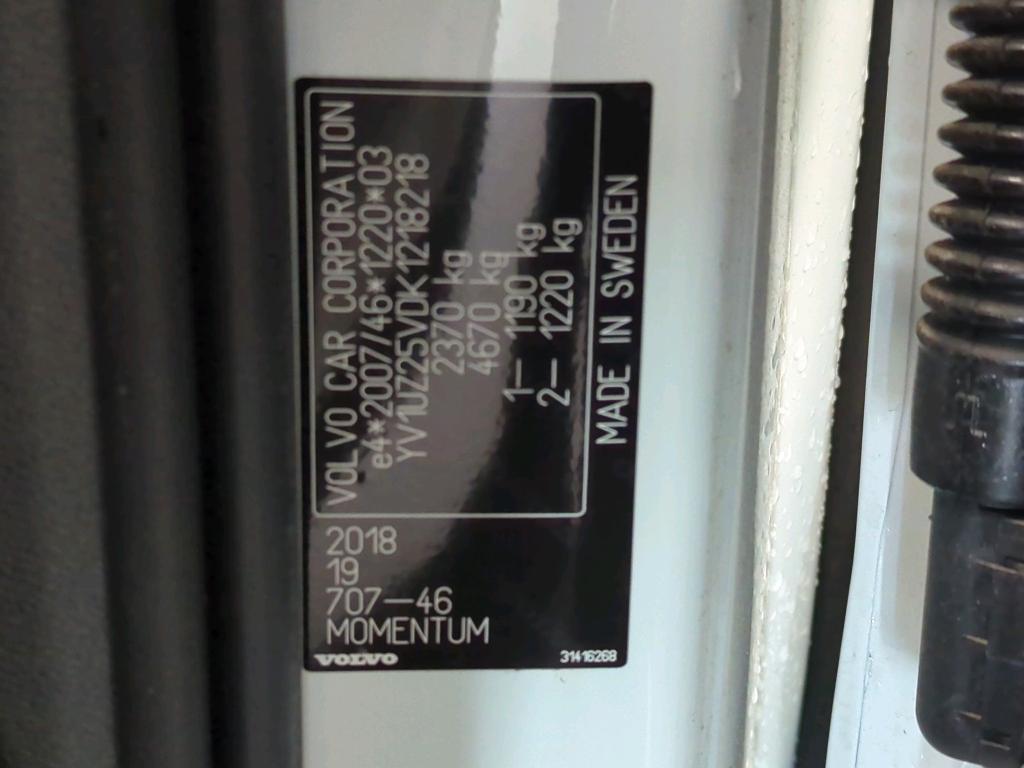 VOLVO CAR CORPORATION
e4*2007/46*1220*03
YV1UZ25VDK1218218
2370 kg
4670 kg
1— 1190 kg
2— 1220 kg
MADE IN SWEDEN
2018
19
707—46
MOMENTUM
VOLVO
31416268